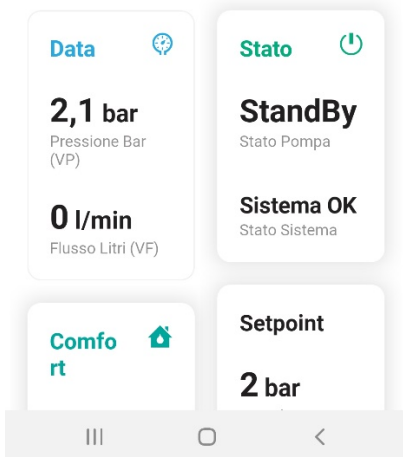 Data
2,1 bar
Pressione Bar
(VP)
0 l/min
Flusso Litri (VF)
Stato
StandBy
Stato Pompa
Sistema OK
Stato Sistema
Comfo
rt
Setpoint
2 bar